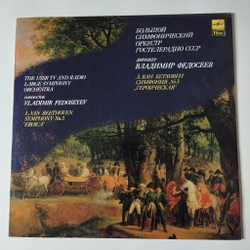 БОЛЬШОЙ
СИМФОНИЧЕСКИЙ
ОРКЕСТР
ГОСТЕЛЕРАДИО СССР
ДИРИЖЕР
ВЛАДИМИР ФЕДОСЕЕВ
Л. ВАН БЕТХОВЕН
СИМФОНИЯ №3
"ГЕРОИЧЕСКАЯ"
THE USSR TV AND RADIO
LARGE SYMPHONY
ORCHESTRA
CONDUCTOR
VLADIMIR FEDOSEYEV
L. VAN BEETHOVEN
SYMPHONY No.3
"EROICA"